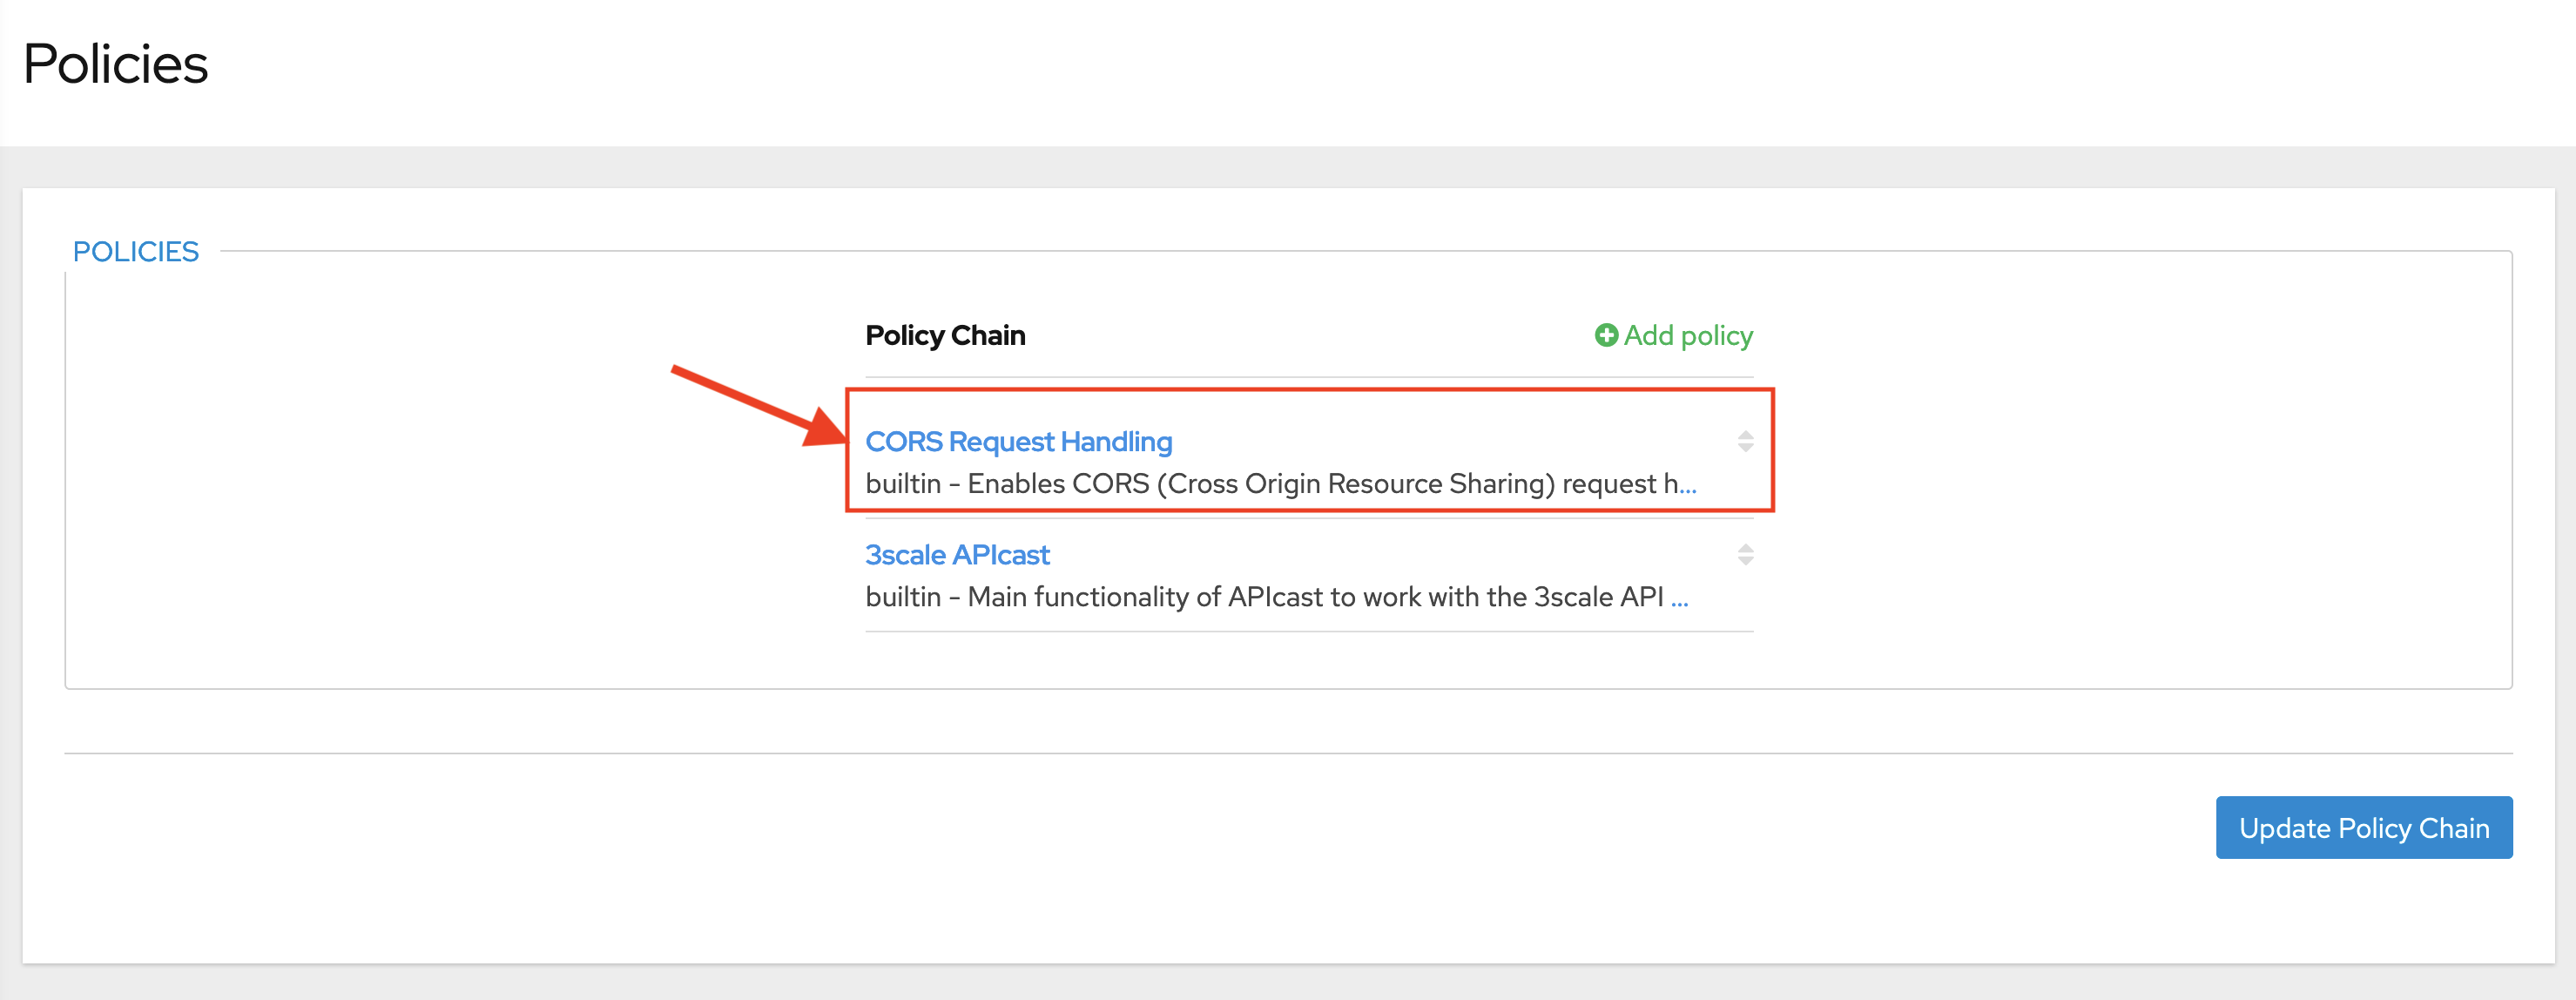 Policies
POLICIES
Policy Chain
Add policy
CORS Request Handling
builtin - Enables CORS (Cross Origin Resource Sharing) request h...
3scale APIcast
builtin - Main functionality of APIcast to work with the 3scale API ...
Update Policy Chain